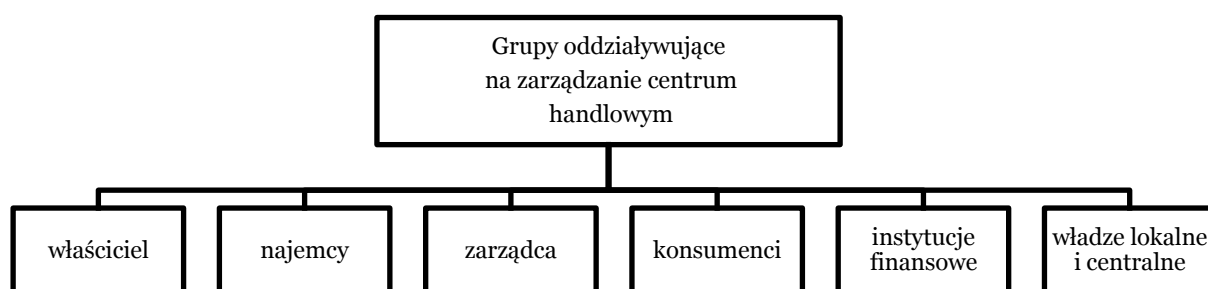 Grupy oddziaływujące
na zarządzanie centrum
handlowym
właściciel
najemcy
zarządca
konsumenci
instytucje
finansowe
władze lokalne
i centralne